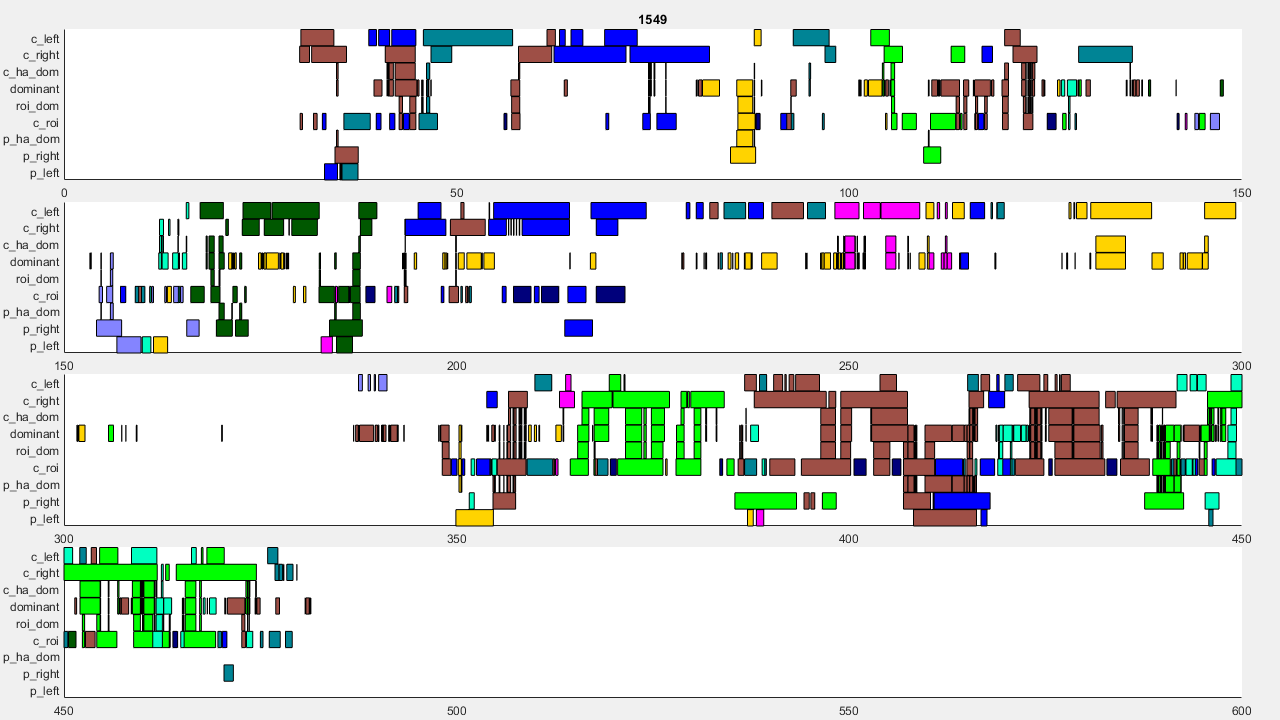 1549
c_left
c_right
c_ha_dom
dominant
roi_dom
c_roi
p_ha_dom
p_right
p_left
0 50 100 150
c_left
c_right
c_ha_dom
dominant
roi_dom
c_roi
p_ha_dom
p_right
p_left
150 200 250 300
c_left
c_right
c_ha_dom
dominant
roi_dom
c_roi
p_ha_dom
p_right
p_left
300 350 400 450
c_left
c_right
c_ha_dom
dominant
roi_dom
c_roi
p_ha_dom
p_right
p_left
450 500 550 600